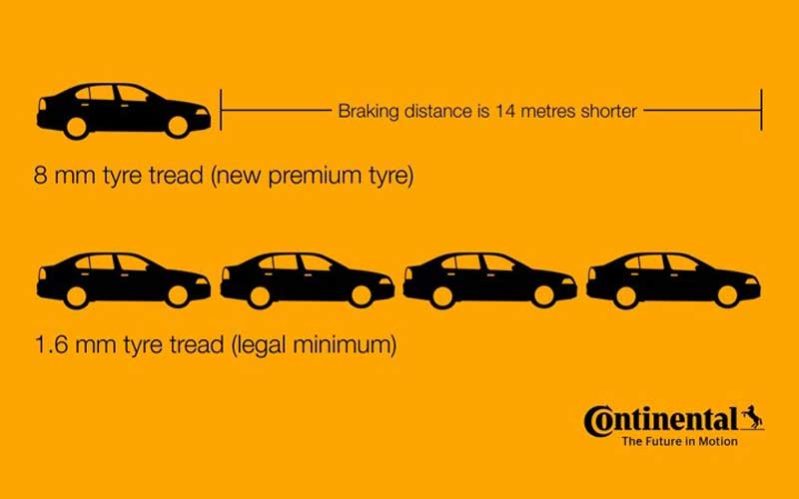 Braking distance is 14 metres shorter
8 mm tyre tread (new premium tyre)
1.6 mm tyre tread (legal minimum)
Continental
The Future in Motion